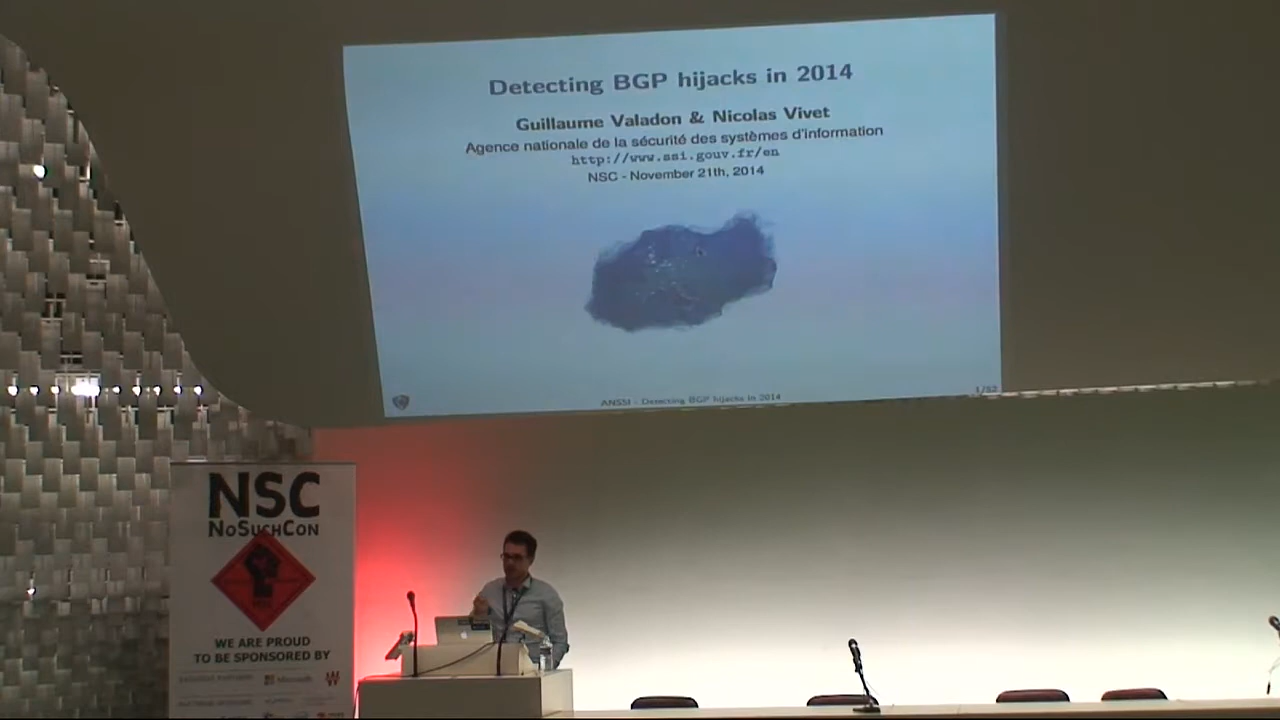 Detecting BGP hijacks in 2014
Guillaume Valadon & Nicolas Vivet
Agence nationale de la sécurité des systèmes d'information
http://www.ssi.gouv.fr/en
NSC - November 21th, 2014
ANSSI - Detecting BGP hijacks in 2014
1/52
NSC
NoSuchCon
WE ARE PROUD
TO BE SPONSORED BY
Microsoft